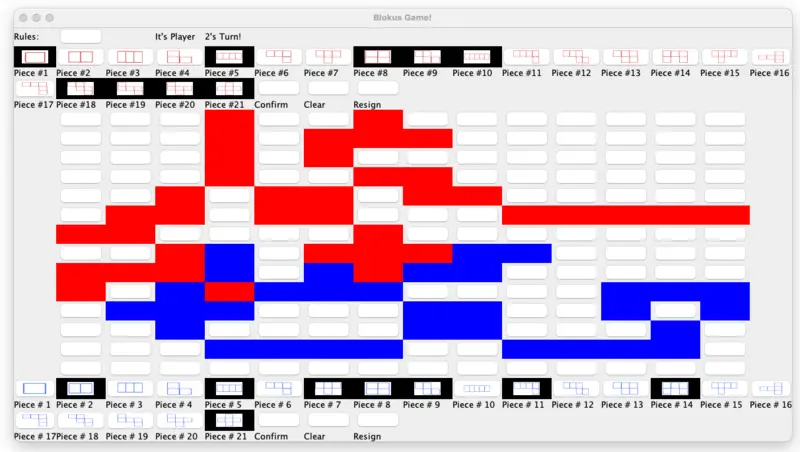 Blokus Game!
Rules: It's Player 2's Turn!
Piece #1 Piece #2 Piece #3 Piece #4 Piece #5 Piece #6 Piece #7 Piece #8 Piece #9 Piece #10 Piece #11 Piece #12 Piece #13 Piece #14 Piece #15 Piece #16
Piece #17 Piece #18 Piece #19 Piece #20 Piece #21 Confirm Clear Resign
Piece # 1 Piece # 2 Piece # 3 Piece # 4 Piece # 5 Piece # 6 Piece # 7 Piece # 8 Piece # 9 Piece # 10 Piece # 11 Piece # 12 Piece # 13 Piece # 14 Piece # 15 Piece # 16
Piece # 17 Piece # 18 Piece # 19 Piece # 20 Piece # 21 Confirm Clear Resign